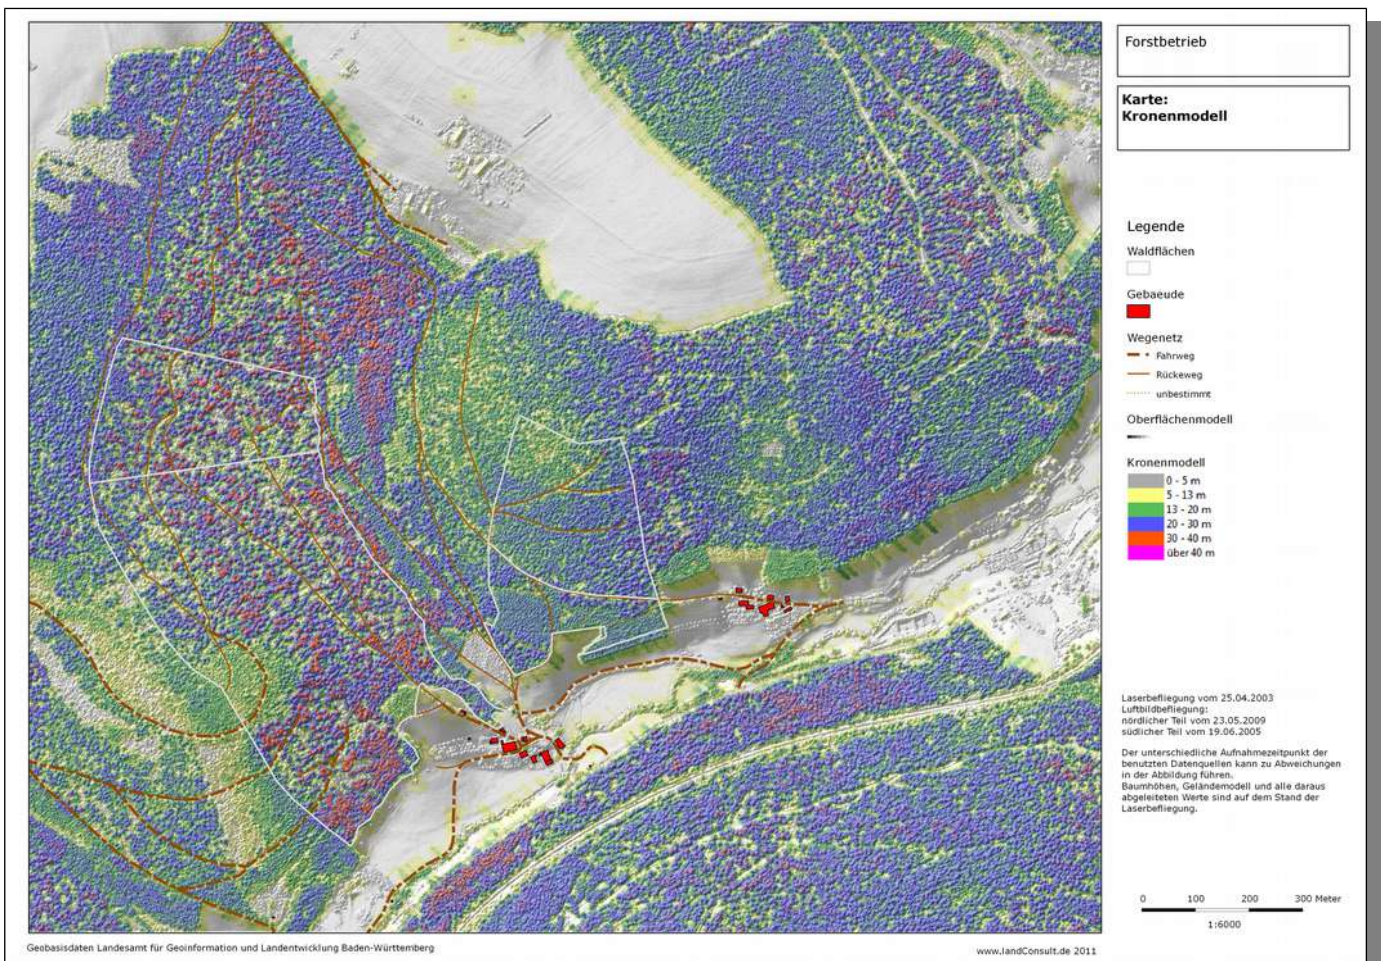 Forstbetrieb
Karte:
Kronenmodell
Legende
Waldflächen
Gebaeude
Wegenetz
Fahrweg
Rückeweg
unbestimmt
Oberflächenmodell
Kronenmodell
0 - 5 m
5 - 13 m
13 - 20 m
20 - 30 m
30 - 40 m
über 40 m
Laserbefliegung vom 25.04.2003
Luftbildbefliegung:
nördlicher Teil vom 23.05.2009
südlicher Teil vom 19.06.2005
Der unterschiedliche Aufnahmezeitpunkt der
benutzten Datenquellen kann zu Abweichungen
in der Abbildung führen.
Baumhöhen, Geländemodell und alle daraus
abgeleiteten Werte sind auf dem Stand der
Laserbefliegung.
0 100 200 300 Meter
1:6000
Geobasisdaten Landesamt für Geoinformation und Landentwicklung Baden-Württemberg
www.landConsult.de 2011